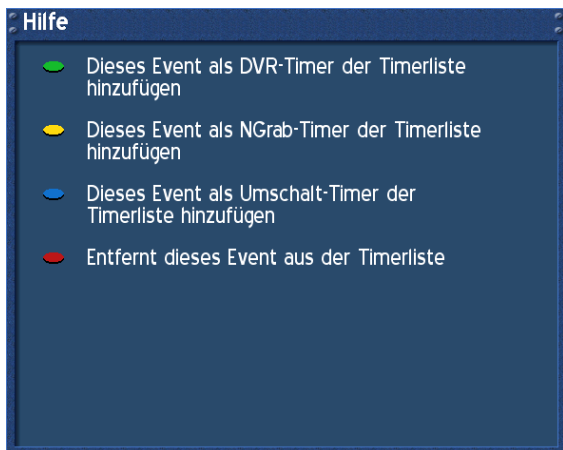 Hilfe
Dieses Event als DVR-Timer der Timerliste
hinzufügen
Dieses Event als NGrab-Timer der Timerliste
hinzufügen
Dieses Event als Umschalt-Timer der
Timerliste hinzufügen
Entfernt dieses Event aus der Timerliste